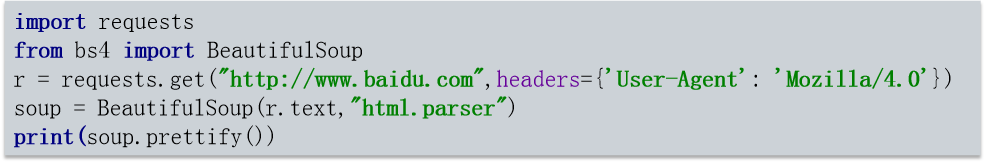 import requests
from bs4 import BeautifulSoup
r = requests.get("http://www.baidu.com",headers={'User-Agent': 'Mozilla/4.0'})
soup = BeautifulSoup(r.text,"html.parser")
print(soup.prettify())